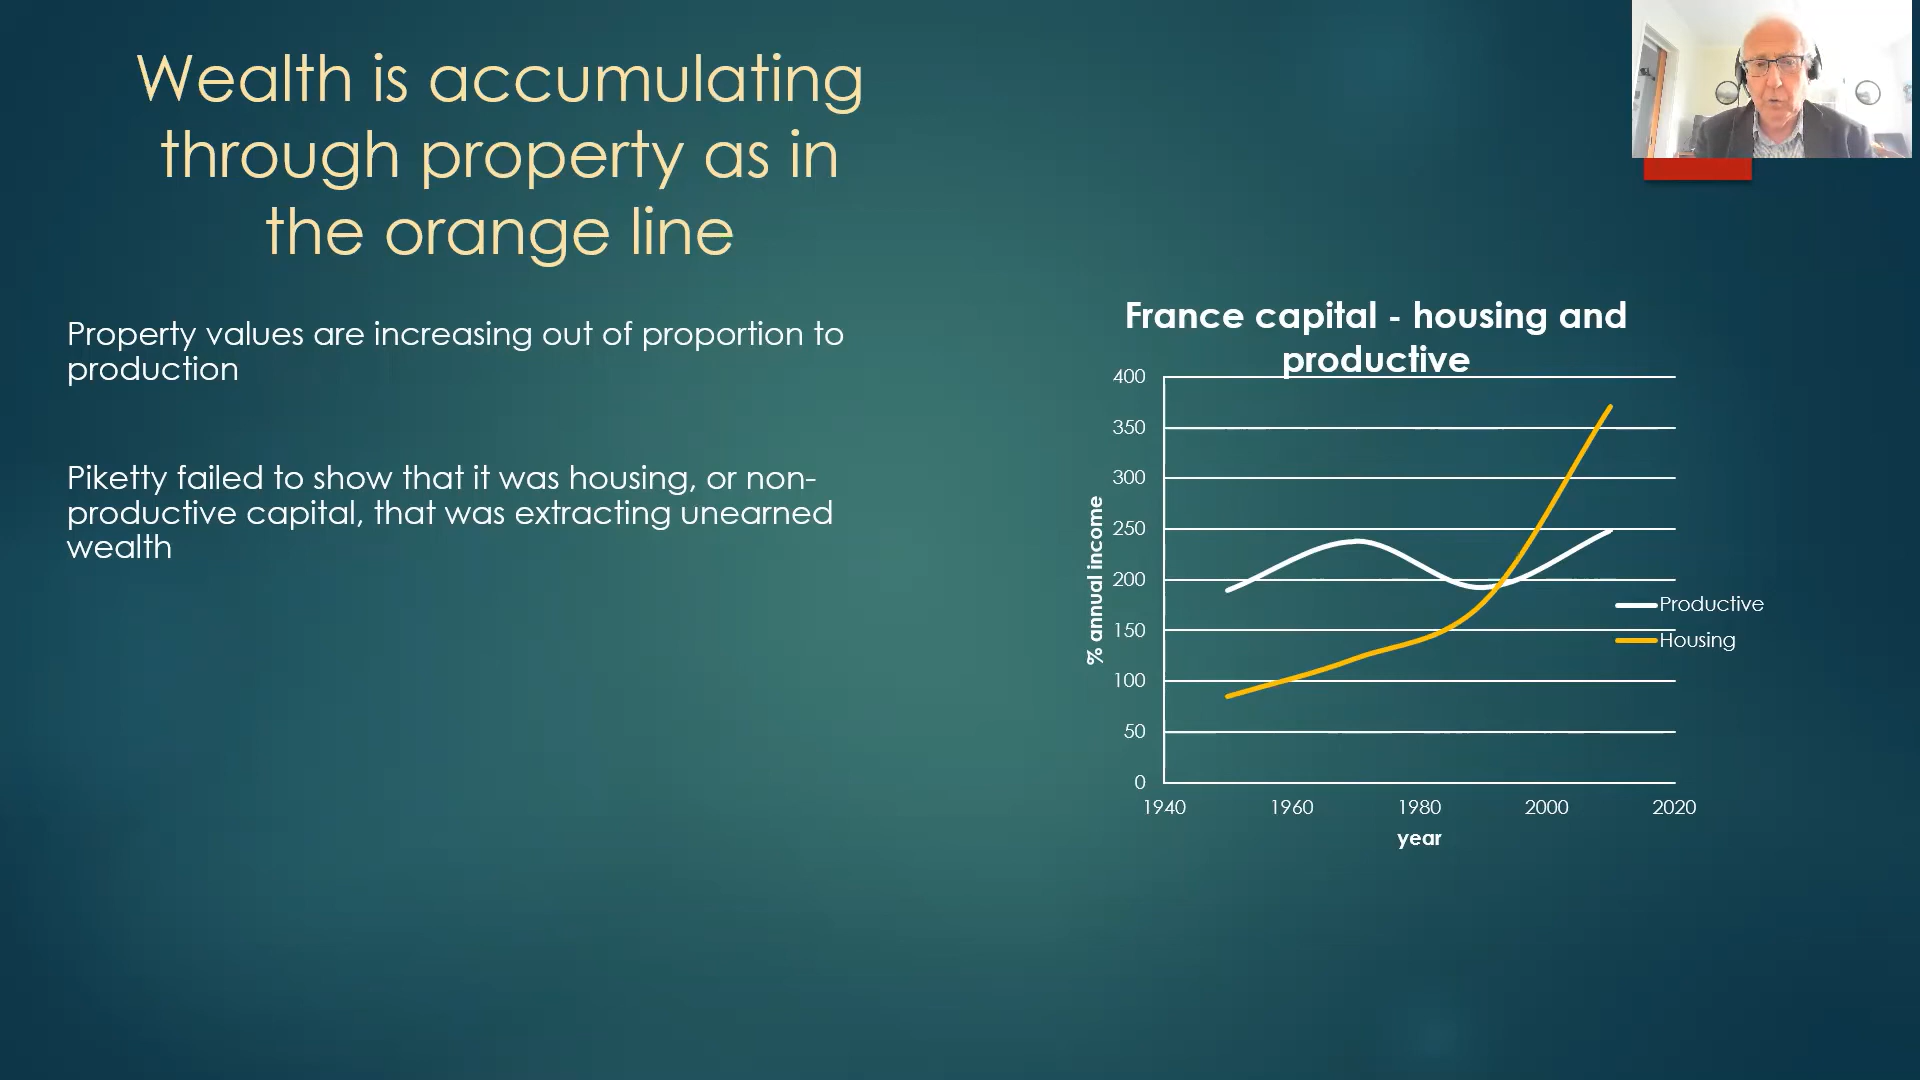 Wealth is accumulating
through property as in
the orange line
Property values are increasing out of proportion to
production
Piketty failed to show that it was housing, or non-
productive capital, that was extracting unearned
wealth
France capital - housing and
productive
400
350
300
250
200
150
100
50
0
% annual income
1940 1960 1980 2000 2020
year
Productive
Housing